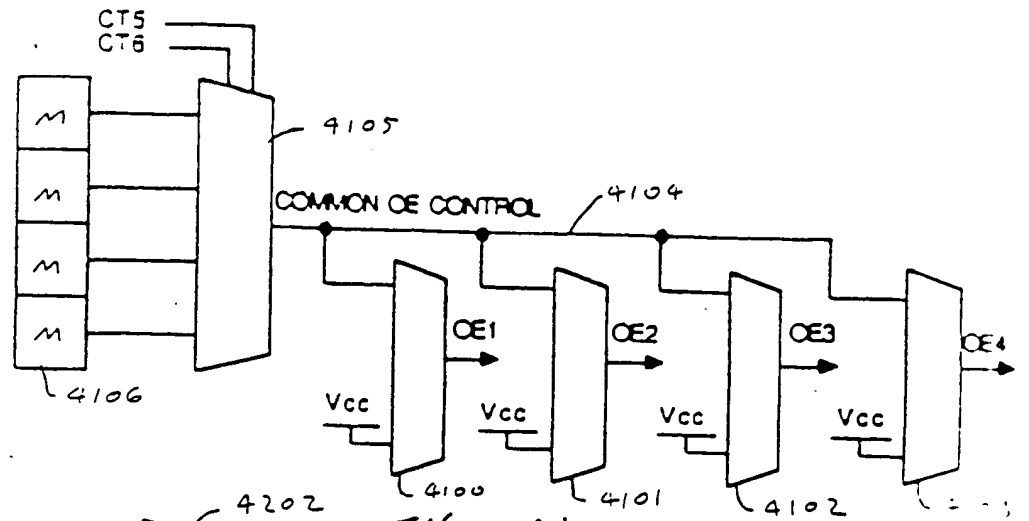 CT5
CT6
M
M
M
M
4105
COMMON OE CONTROL
4104
OE1
OE2
OE3
OE4
4106
Vcc
Vcc
Vcc
Vcc
4100
4101
4102
4202